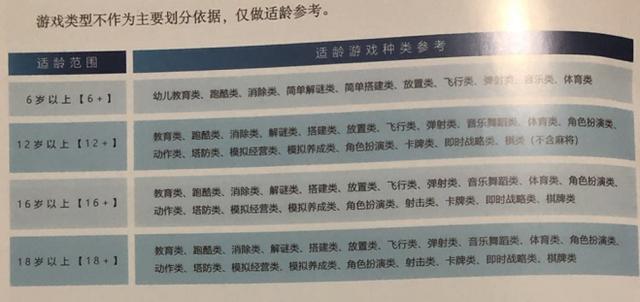 游戏类型不作为主要划分依据，仅做适龄参考。
适龄范围
适龄游戏种类参考
6岁以上【6+】
幼儿教育类、跑酷类、消除类、简单解谜类、简单搭建类、放置类、飞行类、弹射类、音乐类、体育类
12岁以上【12+】
教育类、跑酷类、消除类、解谜类、搭建类、放置类、飞行类、弹射类、音乐舞蹈类、体育类、角色扮演类、
动作类、塔防类、模拟经营类、模拟养成类、角色扮演类、卡牌类、即时战略类、棋类（不含麻将）
16岁以上【16+】
教育类、跑酷类、消除类、解谜类、搭建类、放置类、飞行类、弹射类、音乐舞蹈类、体育类、角色扮演类、
动作类、塔防类、模拟经营类、模拟养成类、角色扮演类、射击类、卡牌类、即时战略类、棋牌类
18岁以上【18+】
教育类、跑酷类、消除类、解谜类、搭建类、放置类、飞行类、弹射类、音乐舞蹈类、体育类、角色扮演类、
动作类、塔防类、模拟经营类、模拟养成类、角色扮演类、射击类、卡牌类、即时战略类、棋牌类